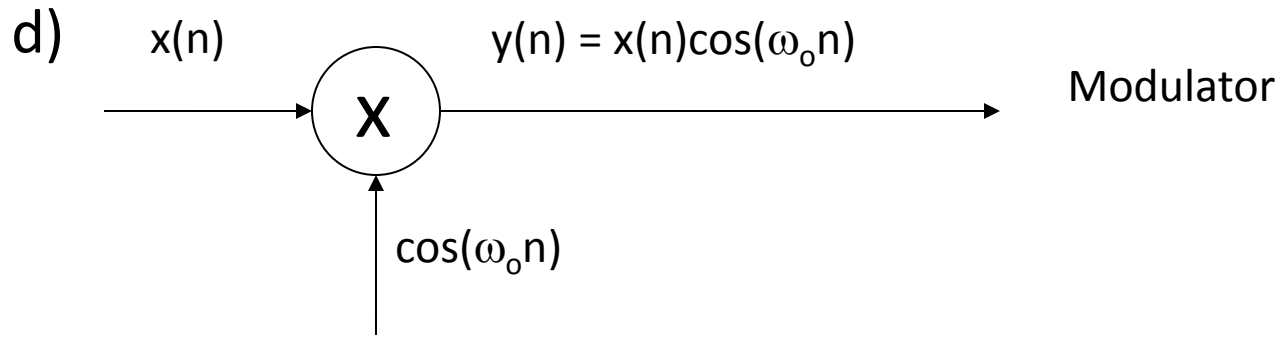 d) x(n) y(n) = x(n)cos(ωₒn)
Modulator
x
cos(ωₒn)